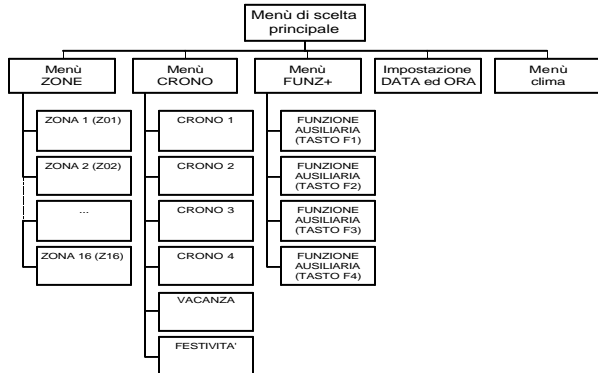 Menù di scelta
principale
Menù
ZONE
Menù
CRONO
Menù
FUNZ+
Impostazione
DATA ed ORA
Menù
clima
ZONA 1 (Z01)
ZONA 2 (Z02)
...
ZONA 16 (Z16)
CRONO 1
CRONO 2
CRONO 3
CRONO 4
VACANZA
FESTIVITA'
FUNZIONE
AUSILIARIA
(TASTO F1)
FUNZIONE
AUSILIARIA
(TASTO F2)
FUNZIONE
AUSILIARIA
(TASTO F3)
FUNZIONE
AUSILIARIA
(TASTO F4)